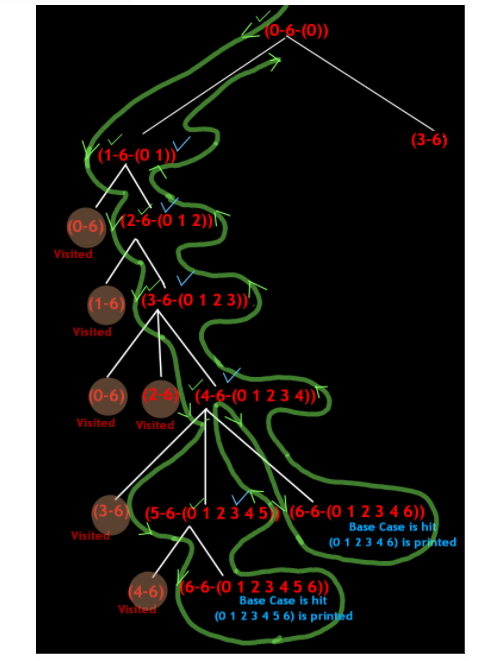 (0-6-(0))
(3-6)
(1-6-(0 1))
(0-6)
Visited
(2-6-(0 1 2))
(1-6)
Visited
(3-6-(0 1 2 3))
(0-6)
Visited
(2-6)
Visited
(4-6-(0 1 2 3 4))
(3-6)
Visited
(5-6-(0 1 2 3 4 5))
(6-6-(0 1 2 3 4 6))
Base Case is hit
(0 1 2 3 4 6) is printed
(4-6)
Visited
(6-6-(0 1 2 3 4 5 6))
Base Case is hit
(0 1 2 3 4 5 6) is printed